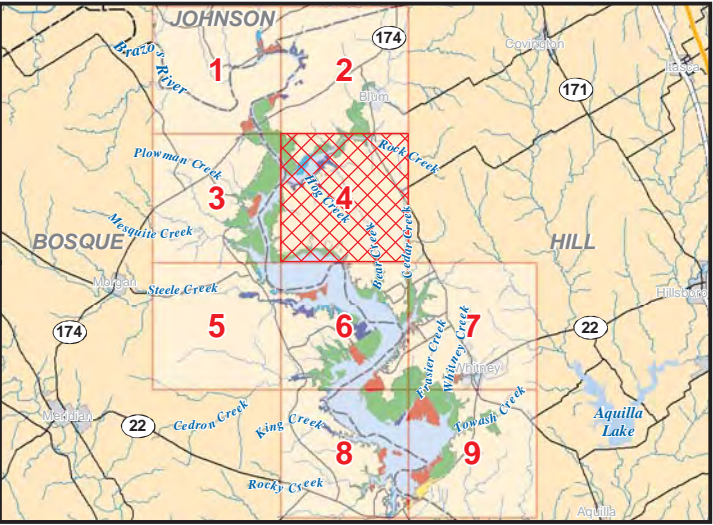 JOHNSON
174
Covington
Brazos River
1
2
Itasca
171
Blum
Plowman Creek
Rock Creek
3
Hog Creek
4
Mesquite Creek
BOSQUE
Bear Creek
Cedar Creek
HILL
Morgan
Steele Creek
Hillsboro
174
5
6
7
22
Frasier Creek
Whitney Creek
Whitney
Meridian
22
Cedron Creek
King Creek
Towash Creek
Aquilla
Lake
8
9
Rocky Creek
Aquilla